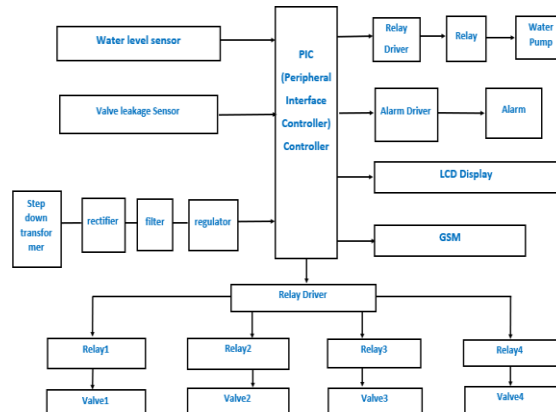 Water level sensor
Valve leakage Sensor
Step
down
transfor
mer
rectifier
filter
regulator
PIC
(Peripheral
Interface
Controller)
Controller
Relay
Driver
Relay
Water
Pump
Alarm Driver
Alarm
LCD Display
GSM
Relay Driver
Relay1
Relay2
Relay3
Relay4
Valve1
Valve2
Valve3
Valve4